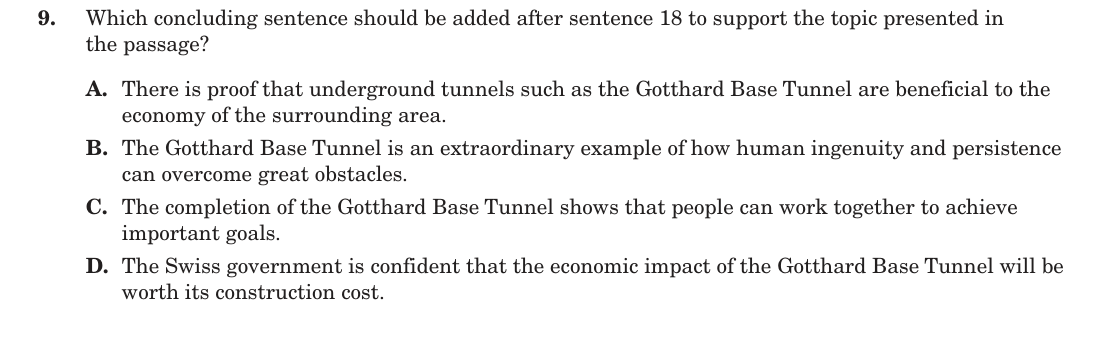 9. Which concluding sentence should be added after sentence 18 to support the topic presented in
the passage?
A. There is proof that underground tunnels such as the Gotthard Base Tunnel are beneficial to the
economy of the surrounding area.
B. The Gotthard Base Tunnel is an extraordinary example of how human ingenuity and persistence
can overcome great obstacles.
C. The completion of the Gotthard Base Tunnel shows that people can work together to achieve
important goals.
D. The Swiss government is confident that the economic impact of the Gotthard Base Tunnel will be
worth its construction cost.